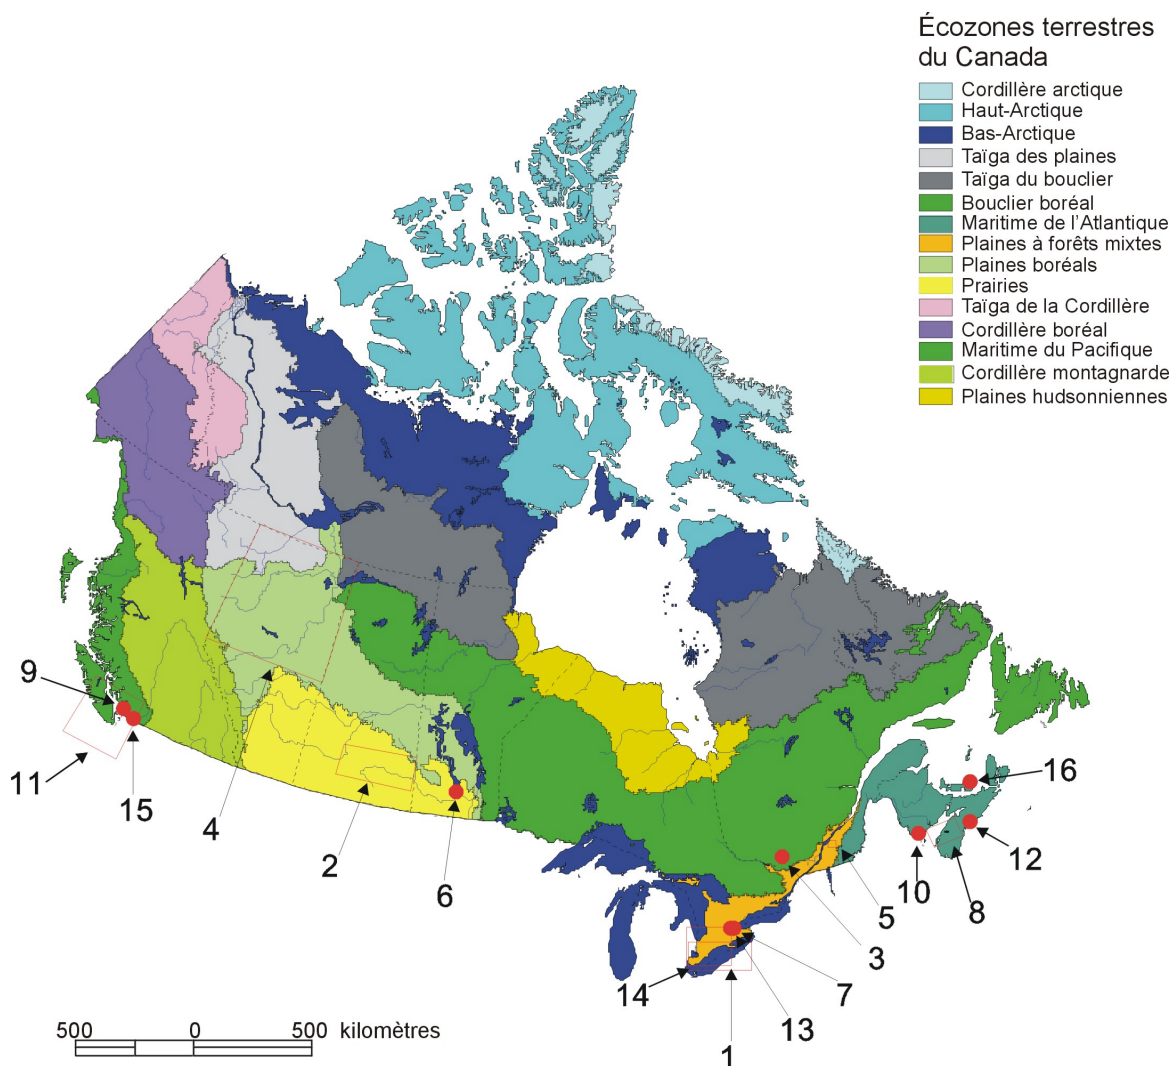 Écozones terrestres
du Canada
Cordillère arctique
Haut-Arctique
Bas-Arctique
Taïga des plaines
Taïga du bouclier
Bouclier boréal
Maritime de l'Atlantique
Plaines à forêts mixtes
Plaines boréals
Prairies
Taïga de la Cordillère
Cordillère boréal
Maritime du Pacifique
Cordillère montagnarde
Plaines hudsonniennes
9
11
15
4
2
6
16
12
10
8
5
3
7
14
13
1
500 0 500 kilomètres